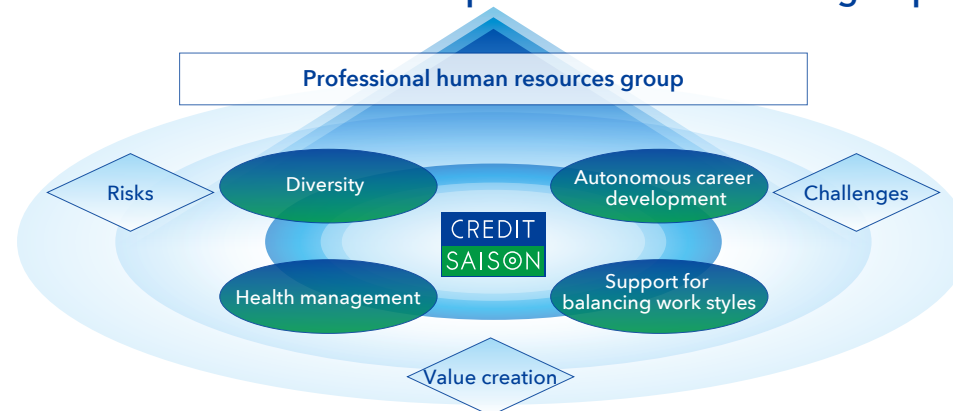 Professional human resources group
Diversity
Autonomous career
development
Risks
Challenges
CREDIT
SAISON
Health management
Support for
balancing work styles
Value creation